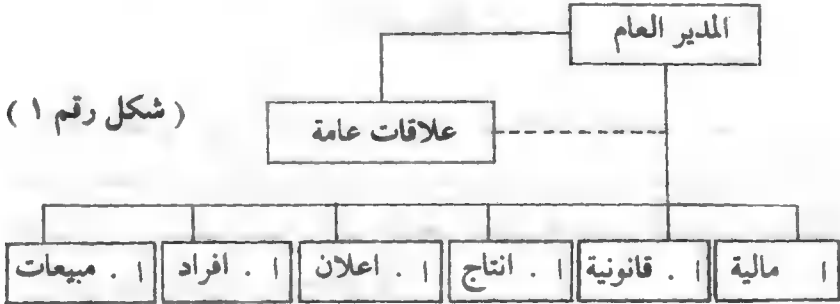 المدير العام
( شكل رقم ١ )
علاقات عامة
ا مالية
ا . قانونية
ا . انتاج
ا . اعلان
ا . افراد
ا . مبيعات